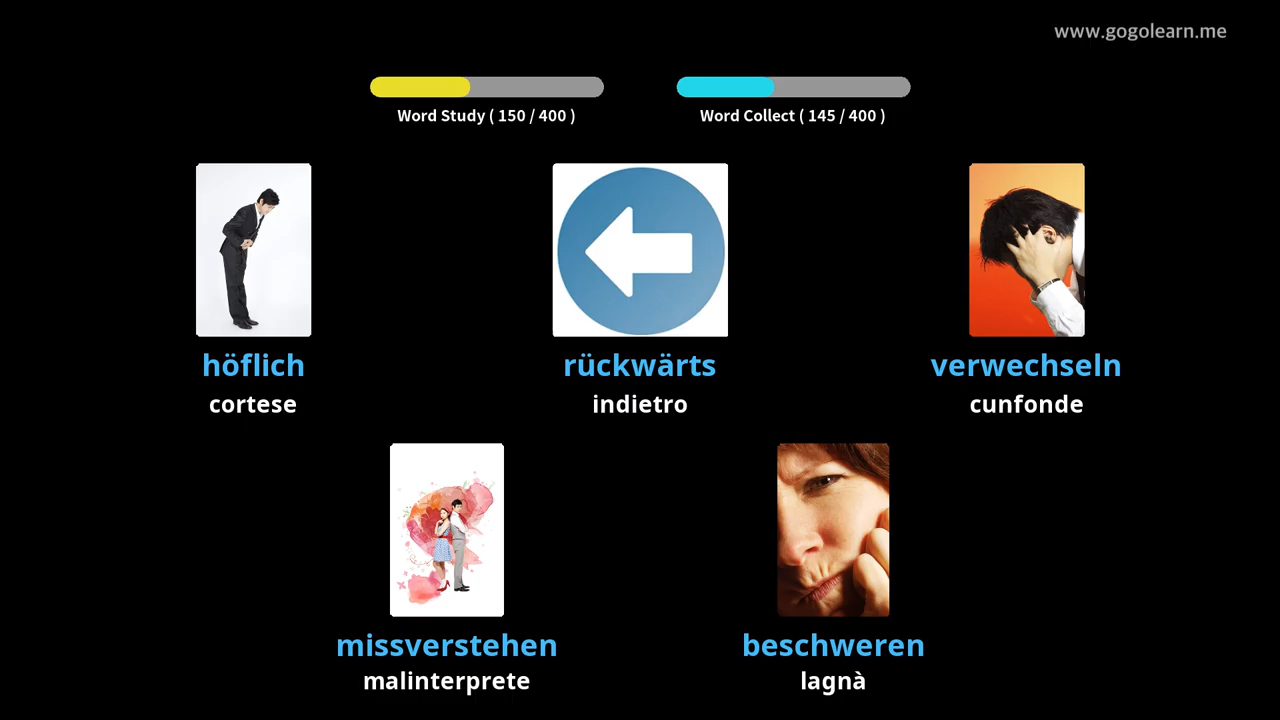 www.gogolearn.me
Word Study ( 150 / 400 )
Word Collect ( 145 / 400 )
höflich
cortese
rückwärts
indietro
verwechseln
cunfonde
missverstehen
malinterprete
beschweren
lagnà